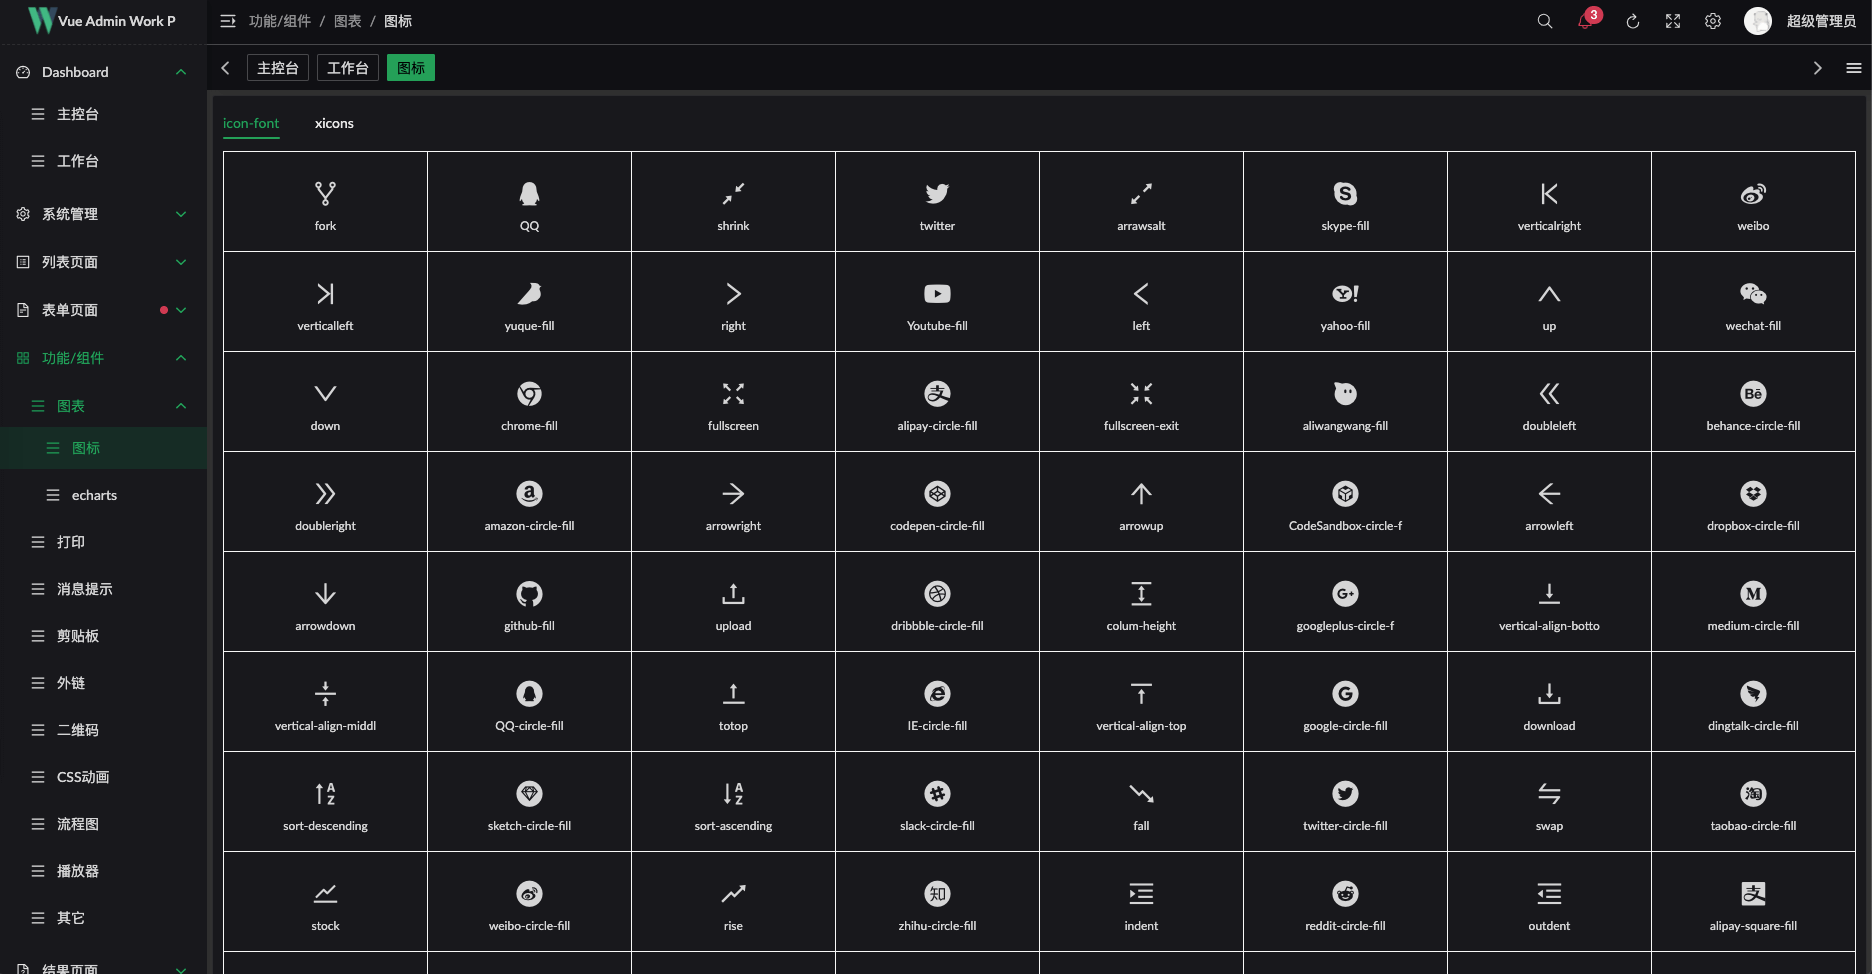 Vue Admin Work P
功能/组件 / 图表 / 图标
3
超级管理员
Dashboard
主控台
工作台
系统管理
列表页面
表单页面
功能/组件
图表
图标
echarts
打印
消息提示
剪贴板
外链
二维码
CSS动画
流程图
播放器
其它
结果页面
主控台 工作台 图标
icon-font xicons
fork QQ shrink twitter arrawsalt skype-fill verticalright weibo
verticalleft yuque-fill right Youtube-fill left yahoo-fill up wechat-fill
down chrome-fill fullscreen alipay-circle-fill fullscreen-exit aliwangwang-fill doubleleft behance-circle-fill
doubleright amazon-circle-fill arrowright codepen-circle-fill arrowup CodeSandbox-circle-f arrowleft dropbox-circle-fill
arrowdown github-fill upload dribbble-circle-fill colum-height googleplus-circle-f vertical-align-botto medium-circle-fill
vertical-align-middl QQ-circle-fill totop IE-circle-fill vertical-align-top google-circle-fill download dingtalk-circle-fill
sort-descending sketch-circle-fill sort-ascending slack-circle-fill fall twitter-circle-fill swap taobao-circle-fill
stock weibo-circle-fill rise zhihu-circle-fill indent reddit-circle-fill outdent alipay-square-fill